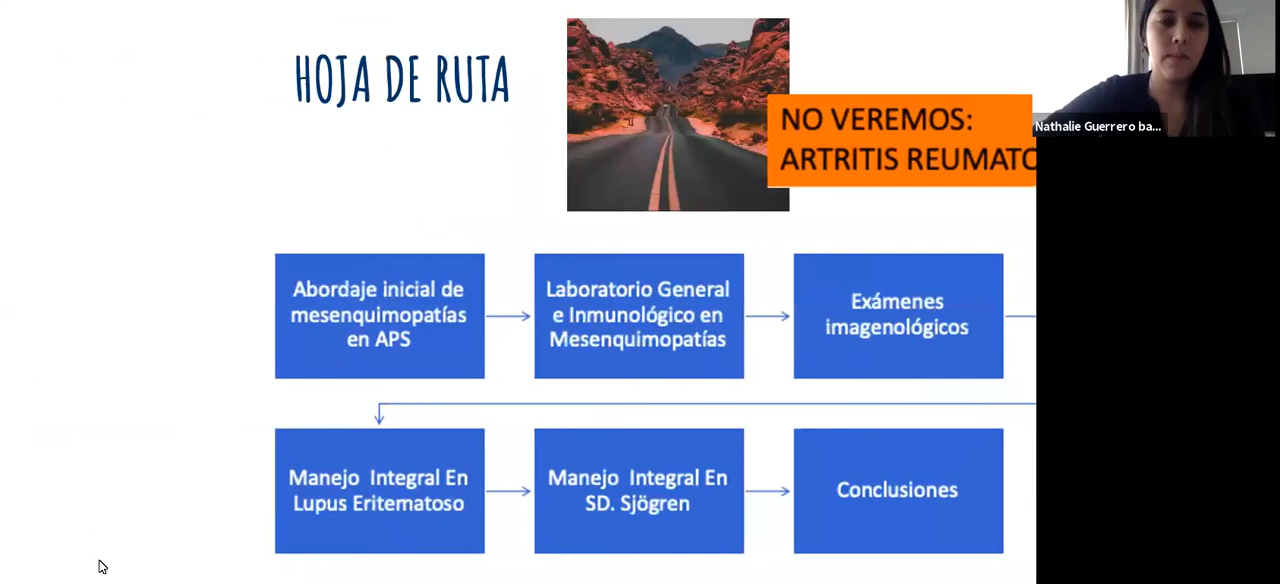 HOJA DE RUTA
NO VEREMOS:
ARTRITIS REUMATO
Nathalie Guerrero ba...
Abordaje inicial de
mesenquimopatías
en APS
Laboratorio General
e Inmunológico en
Mesenquimopatías
Exámenes
imagenológicos
Manejo Integral En
Lupus Eritematoso
Manejo Integral En
SD. Sjögren
Conclusiones